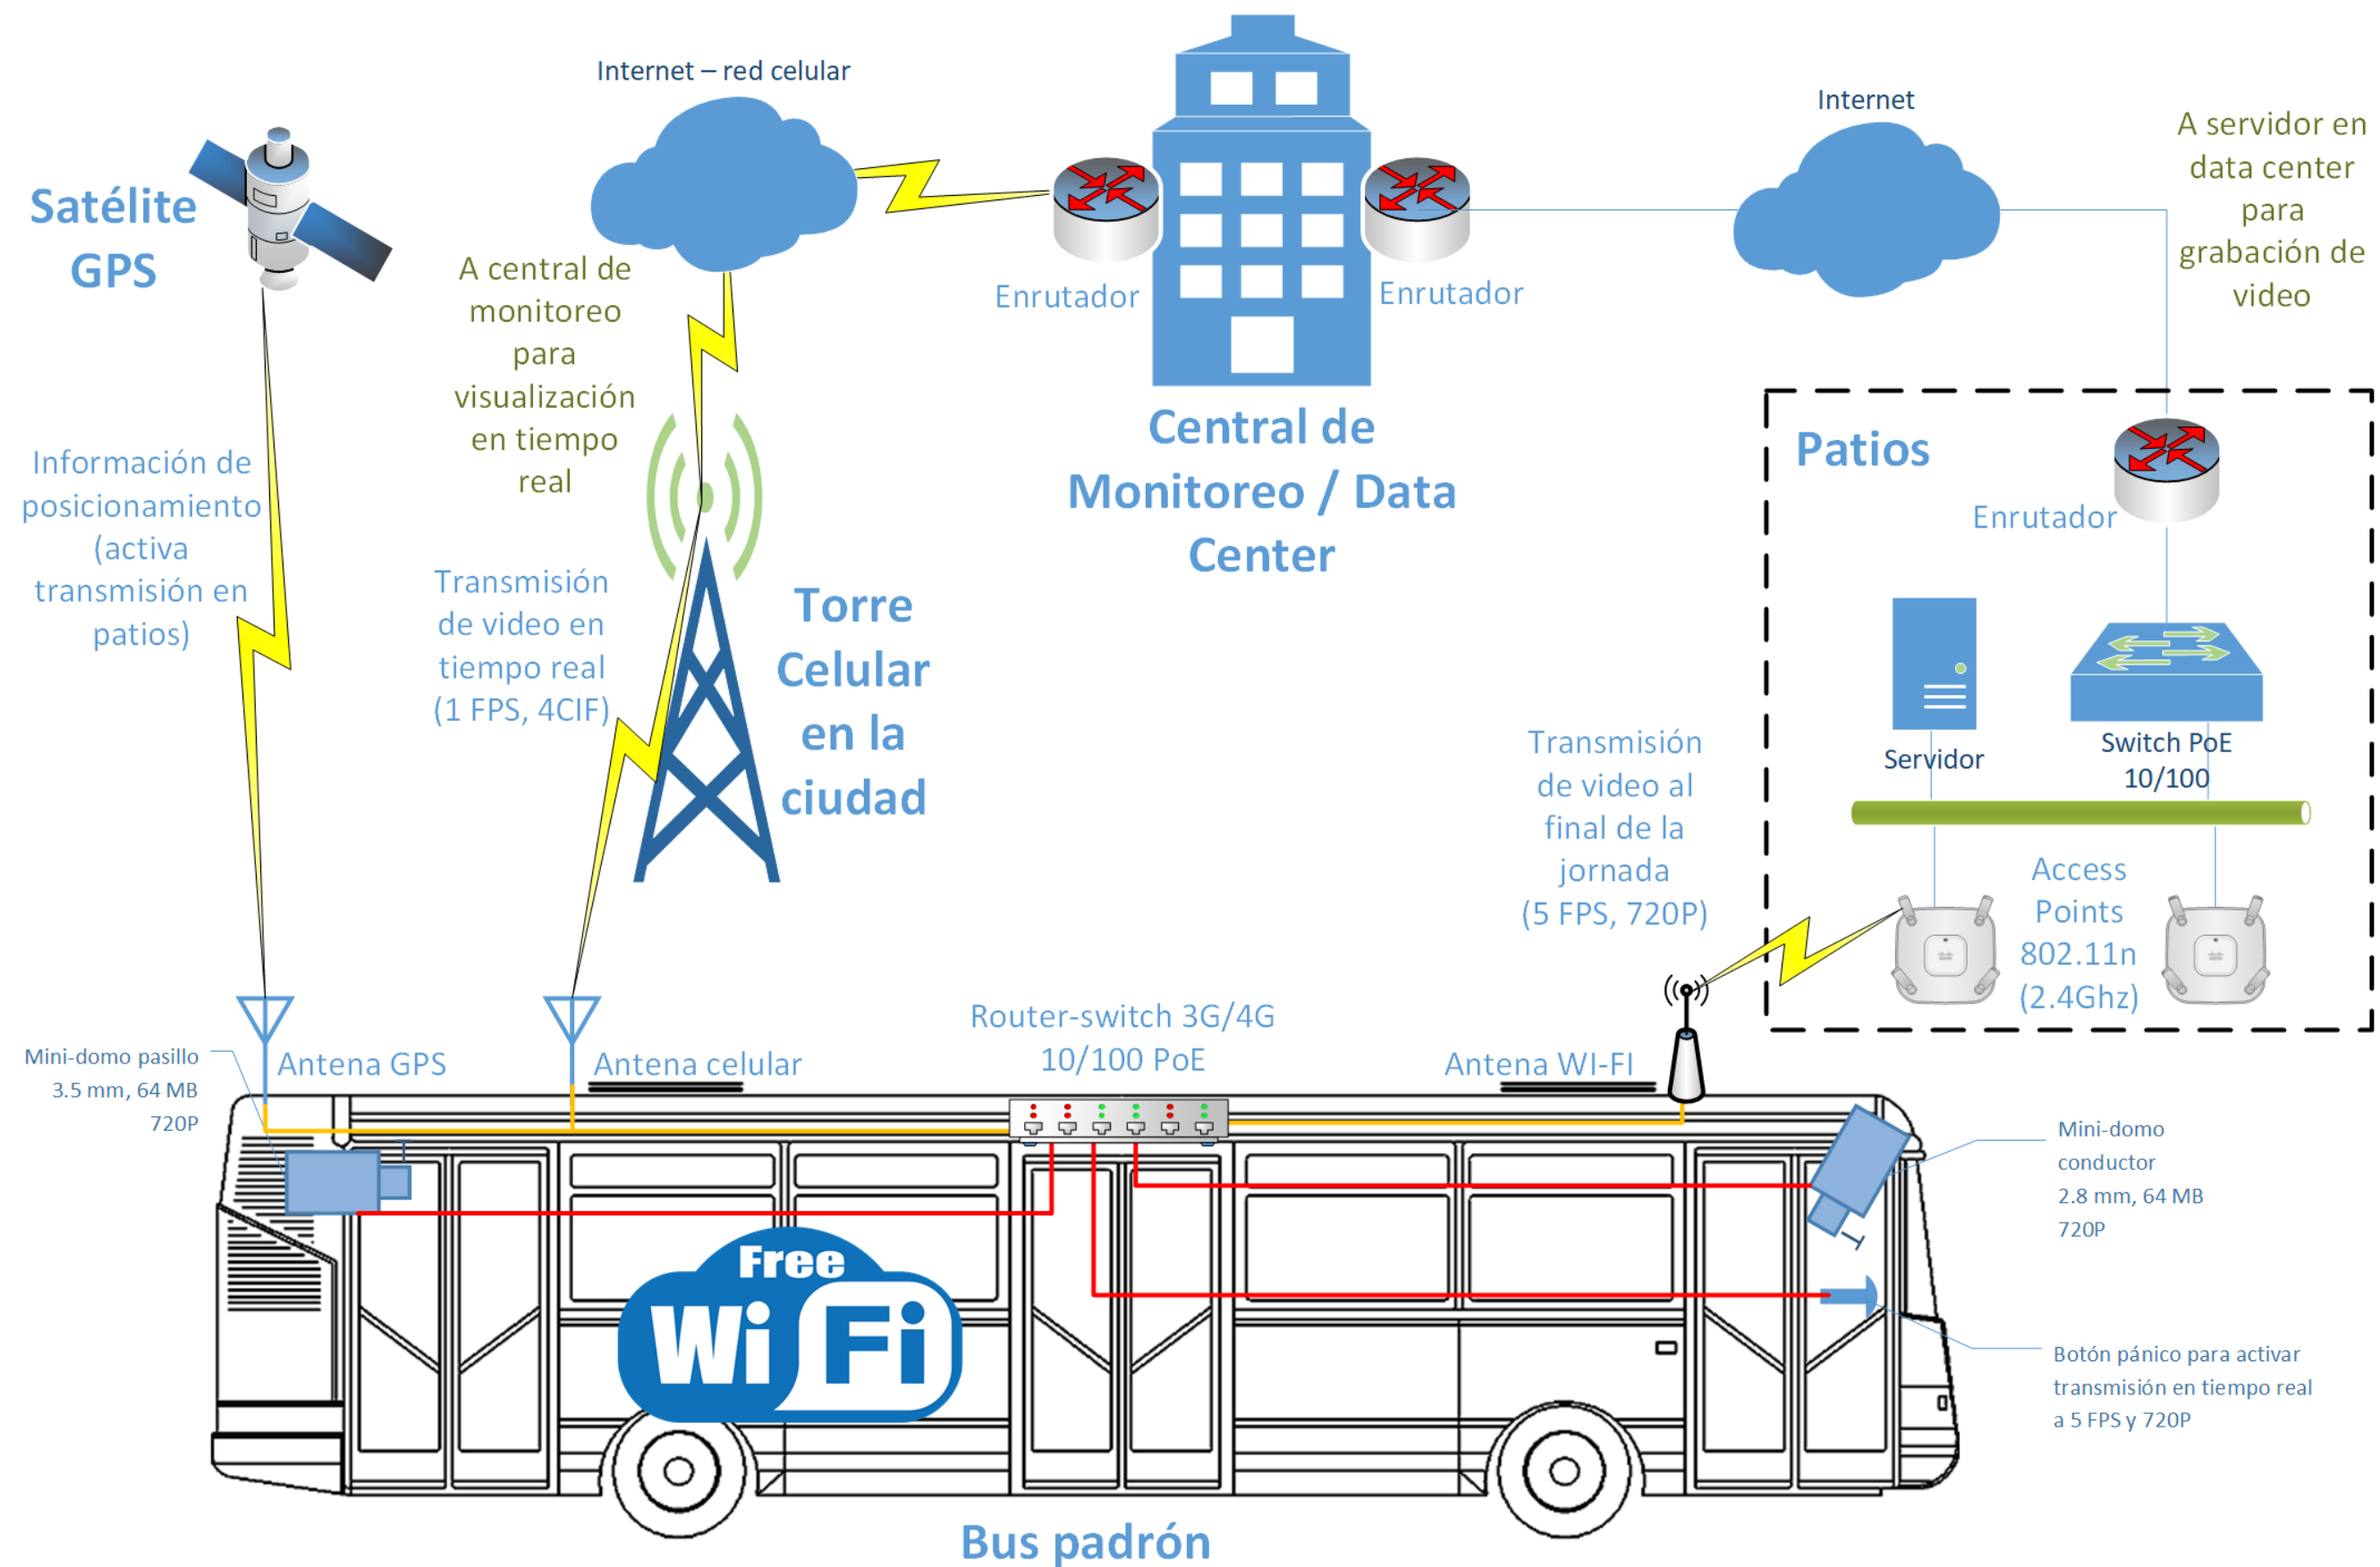 Internet – red celular
Internet
A servidor en
data center
para
grabación de
video
Satélite
GPS
A central de
monitoreo
para
visualización
en tiempo
real
Enrutador
Enrutador
Central de
Monitoreo / Data
Center
Información de
posicionamiento
(activa
transmisión en
patios)
Transmisión
de video en
tiempo real
(1 FPS, 4CIF)
Torre
Celular
en la
ciudad
Patios
Enrutador
Servidor
Switch PoE
10/100
Transmisión
de video al
final de la
jornada
(5 FPS, 720P)
Access
Points
802.11n
(2.4Ghz)
Mini-domo pasillo
3.5 mm, 64 MB
720P
Antena GPS
Antena celular
Router-switch 3G/4G
10/100 PoE
Antena WI-FI
Mini-domo
conductor
2.8 mm, 64 MB
720P
Free
Wi Fi
Botón pánico para activar
transmisión en tiempo real
a 5 FPS y 720P
Bus padrón